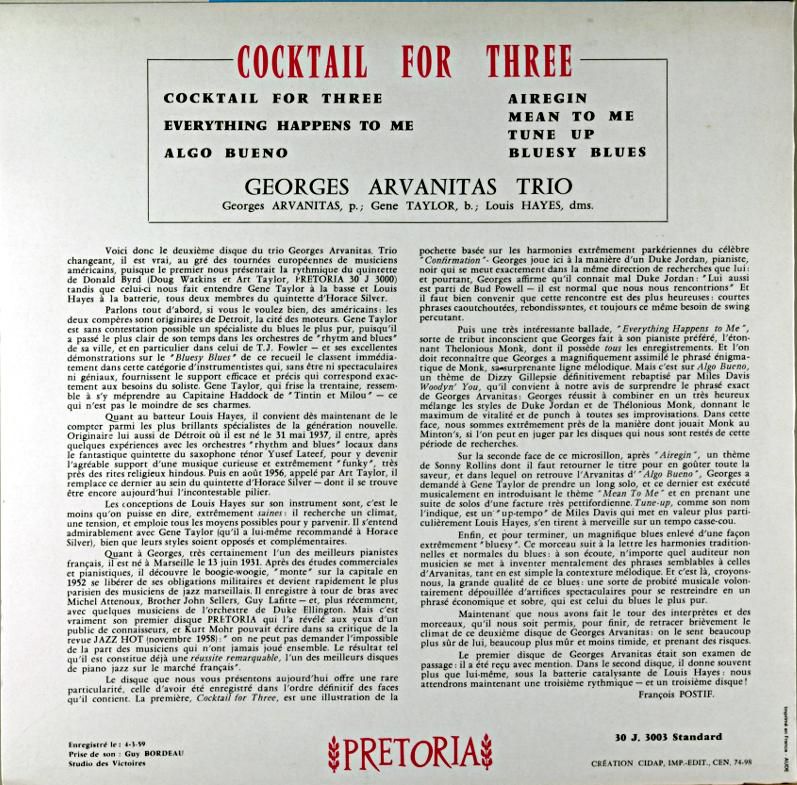 COCKTAIL FOR THREE
COCKTAIL FOR THREE
EVERYTHING HAPPENS TO ME
ALGO BUENO
AIREGIN
MEAN TO ME
TUNE UP
BLUESY BLUES
GEORGES ARVANITAS TRIO
Georges ARVANITAS, p.; Gene TAYLOR, b.; Louis HAYES, dms.
Voici donc le deuxième disque du trio Georges Arvanitas. Trio
changeant, il est vrai, au gré des tournées européennes de musiciens
américains, puisque le premier nous présentait la rythmique du quintette
de Donald Byrd (Doug Watkins et Art Taylor, PRETORIA 30 J 3000)
tandis que celui-ci nous fait entendre Gene Taylor à la basse et Louis
Hayes à la batterie, tous deux membres du quintette d'Horace Silver.
Parlons tout d'abord, si vous le voulez bien, des américains: les
deux compères sont originaires de Detroit, la cité des moteurs. Gene Taylor
est sans contestation possible un spécialiste du blues le plus pur, puisqu'il
a passé le plus clair de son temps dans les orchestres de "rhytm and blues"
de sa ville, et en particulier dans celui de T.J. Fowler – et ses excellentes
démonstrations sur le "Bluesy Blues" de ce recueil le classent immédia-
tement dans cette catégorie d'instrumentistes qui, sans être ni spectaculaires
ni géniaux, fournissent le support efficace et précis qui correspond exac-
tement aux besoins du soliste. Gene Taylor, qui frise la trentaine, ressem-
ble à s'y méprendre au Capitaine Haddock de "Tintin et Milou" – ce
qui n'est pas le moindre de ses charmes.
Quant au batteur Louis Hayes, il convient dès maintenant de le
compter parmi les plus brillants spécialistes de la génération nouvelle.
Originaire lui aussi de Détroit où il est né le 31 mai 1937, il entre, après
quelques expériences avec les orchestres "rhythm and blues" locaux dans
le fantastique quintette du saxophone ténor Yusef Lateef, pour y devenir
l'agréable support d'une musique curieuse et extrêmement "funky", très
près des rites religieux hindous. Puis en août 1956, appelé par Art Taylor, il
remplace ce dernier au sein du quintette d'Horace Silver – dont il se trouve
être encore aujourd'hui l'incontestable pilier.
Les conceptions de Louis Hayes sur son instrument sont, c'est le
moins qu'on puisse en dire, extrêmement saines: il recherche un climat,
une tension, et emploie tous les moyens possibles pour y parvenir. Il s'entend
admirablement avec Gene Taylor (qu'il a lui-même recommandé à Horace
Silver), bien que leurs styles soient opposés et complémentaires.
Quant à Georges, très certainement l'un des meilleurs pianistes
français, il est né à Marseille le 13 juin 1931. Après des études commerciales
et pianistiques, il découvre le boogie-woogie, "monte" sur la capitale en
1952 se libérer de ses obligations militaires et devient rapidement le plus
parisien des musiciens de jazz marseillais. Il enregistre à tour de bras avec
Michel Attenoux, Brother John Sellers, Guy Lafitte – et, plus récemment,
avec quelques musiciens de l'orchestre de Duke Ellington. Mais c'est
vraiment son premier disque PRETORIA qui l'a révélé aux yeux d'un
public de connaisseurs, et Kurt Mohr pouvait écrire dans sa critique de la
revue JAZZ HOT (novembre 1958): " on ne peut pas demander l'impossible
de la part des musiciens qui n'ont jamais joué ensemble. Le résultat tel
qu'il est constitue déjà une réussite remarquable, l'un des meilleurs disques
de piano jazz sur le marché français".
Le disque que nous vous présentons aujourd'hui offre une rare
particularité, celle d'avoir été enregistré dans l'ordre définitif des faces
qu'il contient. La première, Cocktail for Three, est une illustration de la
pochette basée sur les harmonies extrêmement parkériennes du célèbre
"Confirmation"- Georges joue ici à la manière d'un Duke Jordan, pianiste,
noir qui se meut exactement dans la même direction de recherches que lui:
et pourtant, Georges affirme qu'il connait mal Duke Jordan: "Lui aussi
est parti de Bud Powell – il est normal que nous nous rencontrions" Et
il faut bien convenir que cette rencontre est des plus heureuses: courtes
phrases caoutchoutées, rebondissantes, et toujours ce même besoin de swing
percutant.
Puis une très intéressante ballade, "Everything Happens to Me",
sorte de tribut inconscient que Georges fait à son pianiste préféré, l'éton-
nant Thelonious Monk, dont il possède tous les enregistrements. Et l'on
doit reconnaître que Georges a magnifiquement assimilé le phrasé énigma-
tique de Monk, sa surprenante ligne mélodique. Mais c'est sur Algo Bueno,
un thème de Dizzy Gillepsie définitivement rebaptisé par Miles Davis
Woodyn' You, qu'il convient à notre avis de surprendre le phrasé exact
de Georges Arvanitas: Georges réussit à combiner en un très heureux
mélange les styles de Duke Jordan et de Thélonious Monk, donnant le
maximum de vitalité et de punch à toutes ses improvisations. Dans cette
face, nous sommes extrêmement près de la manière dont jouait Monk au
Minton's, si l'on peut en juger par les disques qui nous sont restés de cette
période de recherches.
Sur la seconde face de ce microsillon, après "Airegin", un thème
de Sonny Rollins dont il faut retourner le titre pour en goûter toute la
saveur, et dans lequel on retrouve l'Arvanitas d'"Algo Bueno", Georges a
demandé à Gene Taylor de prendre un long solo, et ce dernier est exécuté
musicalement en introduisant le thème "Mean To Me" et en prenant une
suite de solos d'une facture très pettifordienne. Tune-up, comme son nom
l'indique, est un "up-tempo" de Miles Davis qui met en valeur plus parti-
culièrement Louis Hayes, s'en tirent à merveille sur un tempo casse-cou.
Enfin, et pour terminer, un magnifique blues enlevé d'une façon
extrêmement "bluesy". Ce morceau suit à la lettre les harmonies tradition-
nelles et normales du blues: à son écoute, n'importe quel auditeur non
musicien se met à inventer mentalement des phrases semblables à celles
d'Arvanitas, tant en est simple la contexture mélodique. Et c'est là, croyons-
nous, la grande qualité de ce blues: une sorte de probité musicale volon-
tairement dépouillée d'artifices spectaculaires pour se restreindre en un
phrasé économique et sobre, qui est celui du blues le plus pur.
Maintenant que nous avons fait le tour des interprètes et des
morceaux, qu'il nous soit permis, pour finir, de retracer brièvement le
climat de ce deuxième disque de Georges Arvanitas: on le sent beaucoup
plus sûr de lui, beaucoup plus mûr et moins timide, et prenant des risques.
Le premier disque de Georges Arvanitas était son examen de
passage: il a été reçu avec mention. Dans le second disque, il donne souvent
plus que lui-même, sous la batterie catalysante de Louis Hayes: nous
attendrons maintenant une troisième rythmique – et un troisième disque!
François POSTIF.
Enregistré le: 4-3-59
Prise de son: Guy BORDEAU
Studio des Victoires
PRETORIA
30 J. 3003 Standard
CRÉATION CIDAP, IMP.-EDIT., CEN. 74-98
Imprimé en France - AUDE